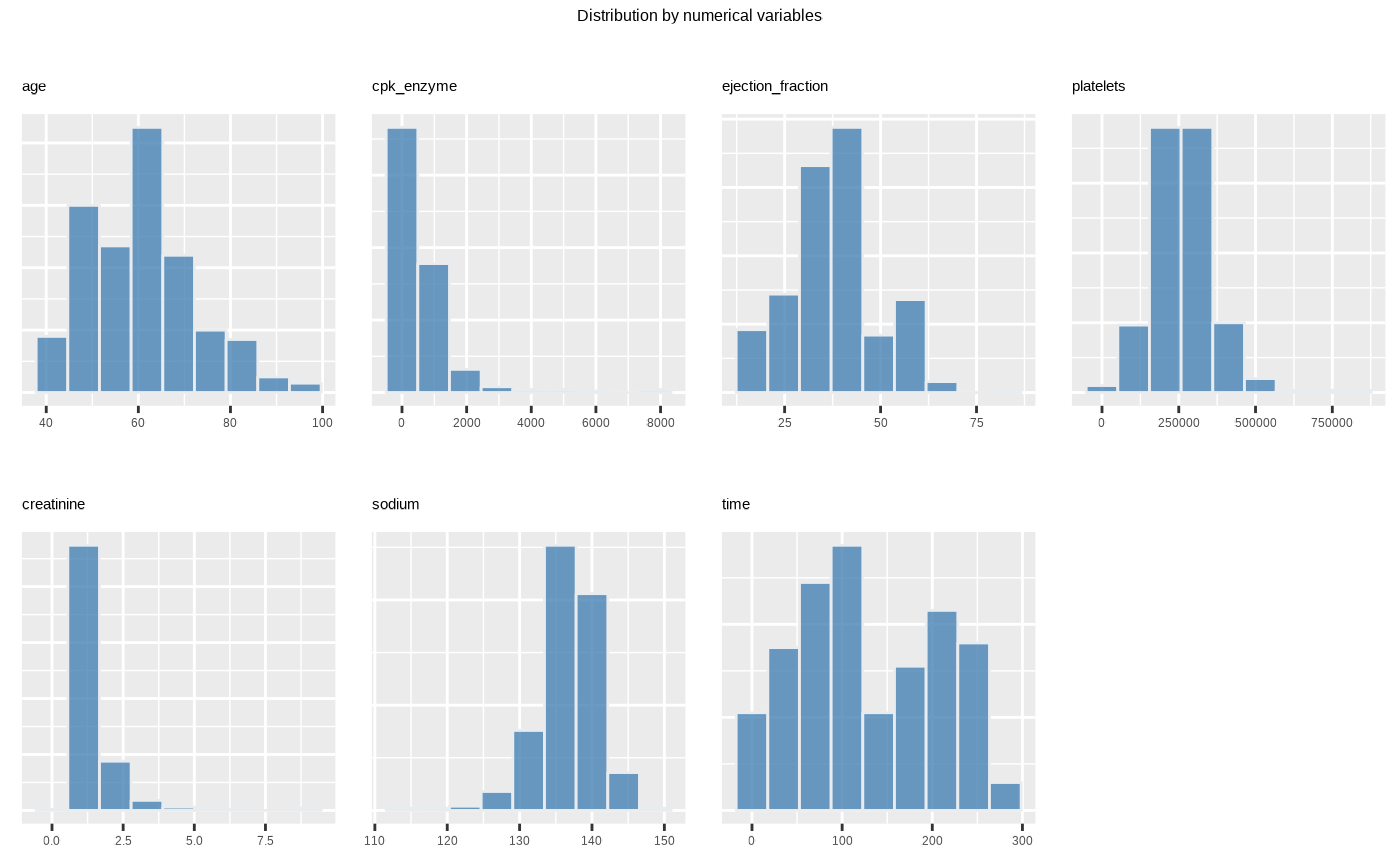 Distribution by numerical variables
age
cpk_enzyme
ejection_fraction
platelets
40 60 80 100
0 2000 4000 6000 8000
25 50 75
0 250000 500000 750000
creatinine
sodium
time
0.0 2.5 5.0 7.5
110 120 130 140 150
0 100 200 300